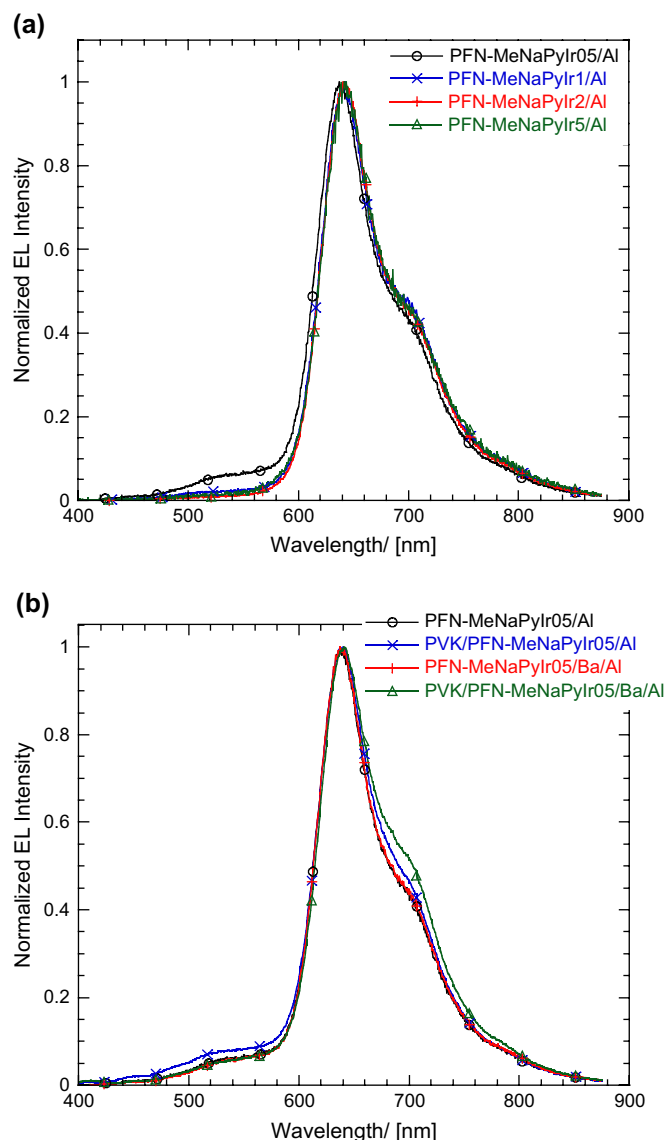 (a)
PFN-MeNaPyIr05/Al
PFN-MeNaPyIr1/Al
PFN-MeNaPyIr2/Al
PFN-MeNaPyIr5/Al
1
0.8
0.6
0.4
0.2
0
Normalized EL Intensity
400 500 600 700 800 900
Wavelength/ [nm]
(b)
PFN-MeNaPyIr05/Al
PVK/PFN-MeNaPyIr05/Al
PFN-MeNaPyIr05/Ba/Al
PVK/PFN-MeNaPyIr05/Ba/Al
1
0.8
0.6
0.4
0.2
0
Normalized EL Intensity
400 500 600 700 800 900
Wavelength/ [nm]